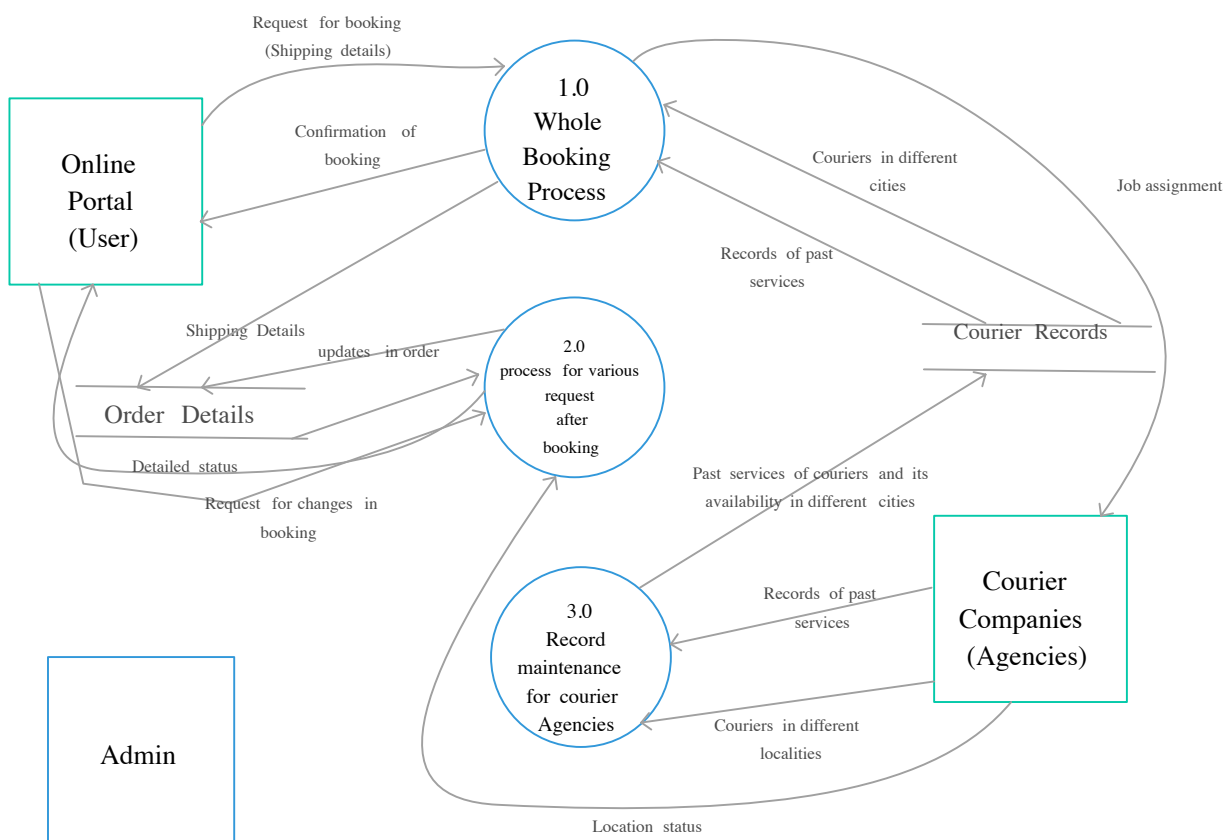 Request for booking
(Shipping details)
1.0
Whole
Booking
Process
Confirmation of
booking
Online
Portal
(User)
Couriers in different
cities
Job assignment
Records of past
services
Shipping Details
updates in order
Courier Records
2.0
process for various
request
after
booking
Order Details
Detailed status
Request for changes in
booking
Past services of couriers and its
availability in different cities
3.0
Record
maintenance
for courier
Agencies
Records of past
services
Courier
Companies
(Agencies)
Couriers in different
localities
Admin
Location status